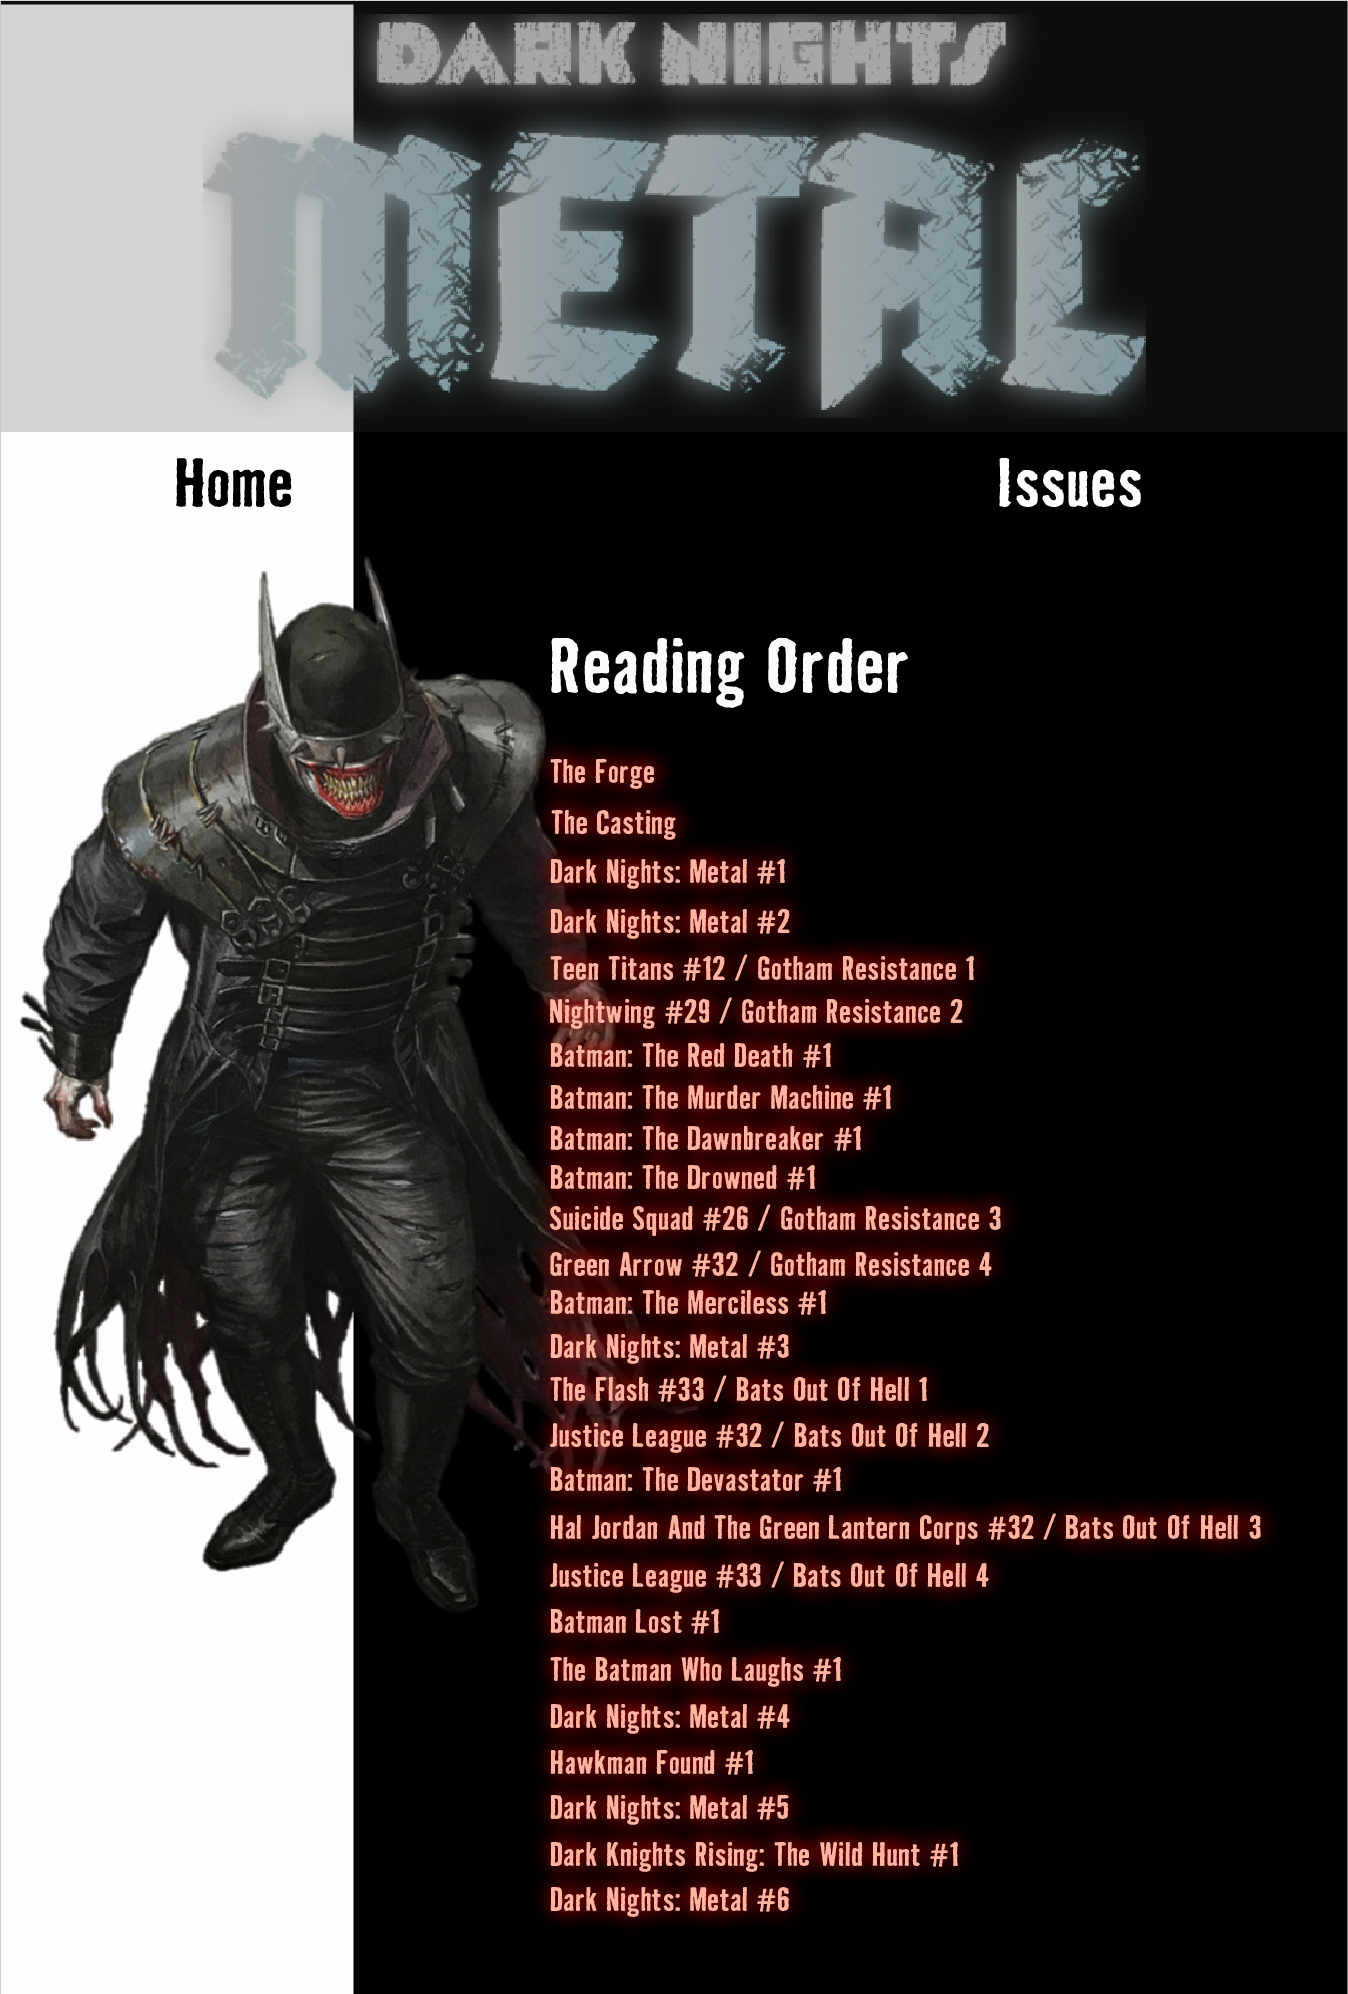 DARK NIGHTS
METAL
Home
Issues
Reading Order
The Forge
The Casting
Dark Nights: Metal #1
Dark Nights: Metal #2
Teen Titans #12 / Gotham Resistance 1
Nightwing #29 / Gotham Resistance 2
Batman: The Red Death #1
Batman: The Murder Machine #1
Batman: The Dawnbreaker #1
Batman: The Drowned #1
Suicide Squad #26 / Gotham Resistance 3
Green Arrow #32 / Gotham Resistance 4
Batman: The Merciless #1
Dark Nights: Metal #3
The Flash #33 / Bats Out Of Hell 1
Justice League #32 / Bats Out Of Hell 2
Batman: The Devastator #1
Hal Jordan And The Green Lantern Corps #32 / Bats Out Of Hell 3
Justice League #33 / Bats Out Of Hell 4
Batman Lost #1
The Batman Who Laughs #1
Dark Nights: Metal #4
Hawkman Found #1
Dark Nights: Metal #5
Dark Knights Rising: The Wild Hunt #1
Dark Nights: Metal #6